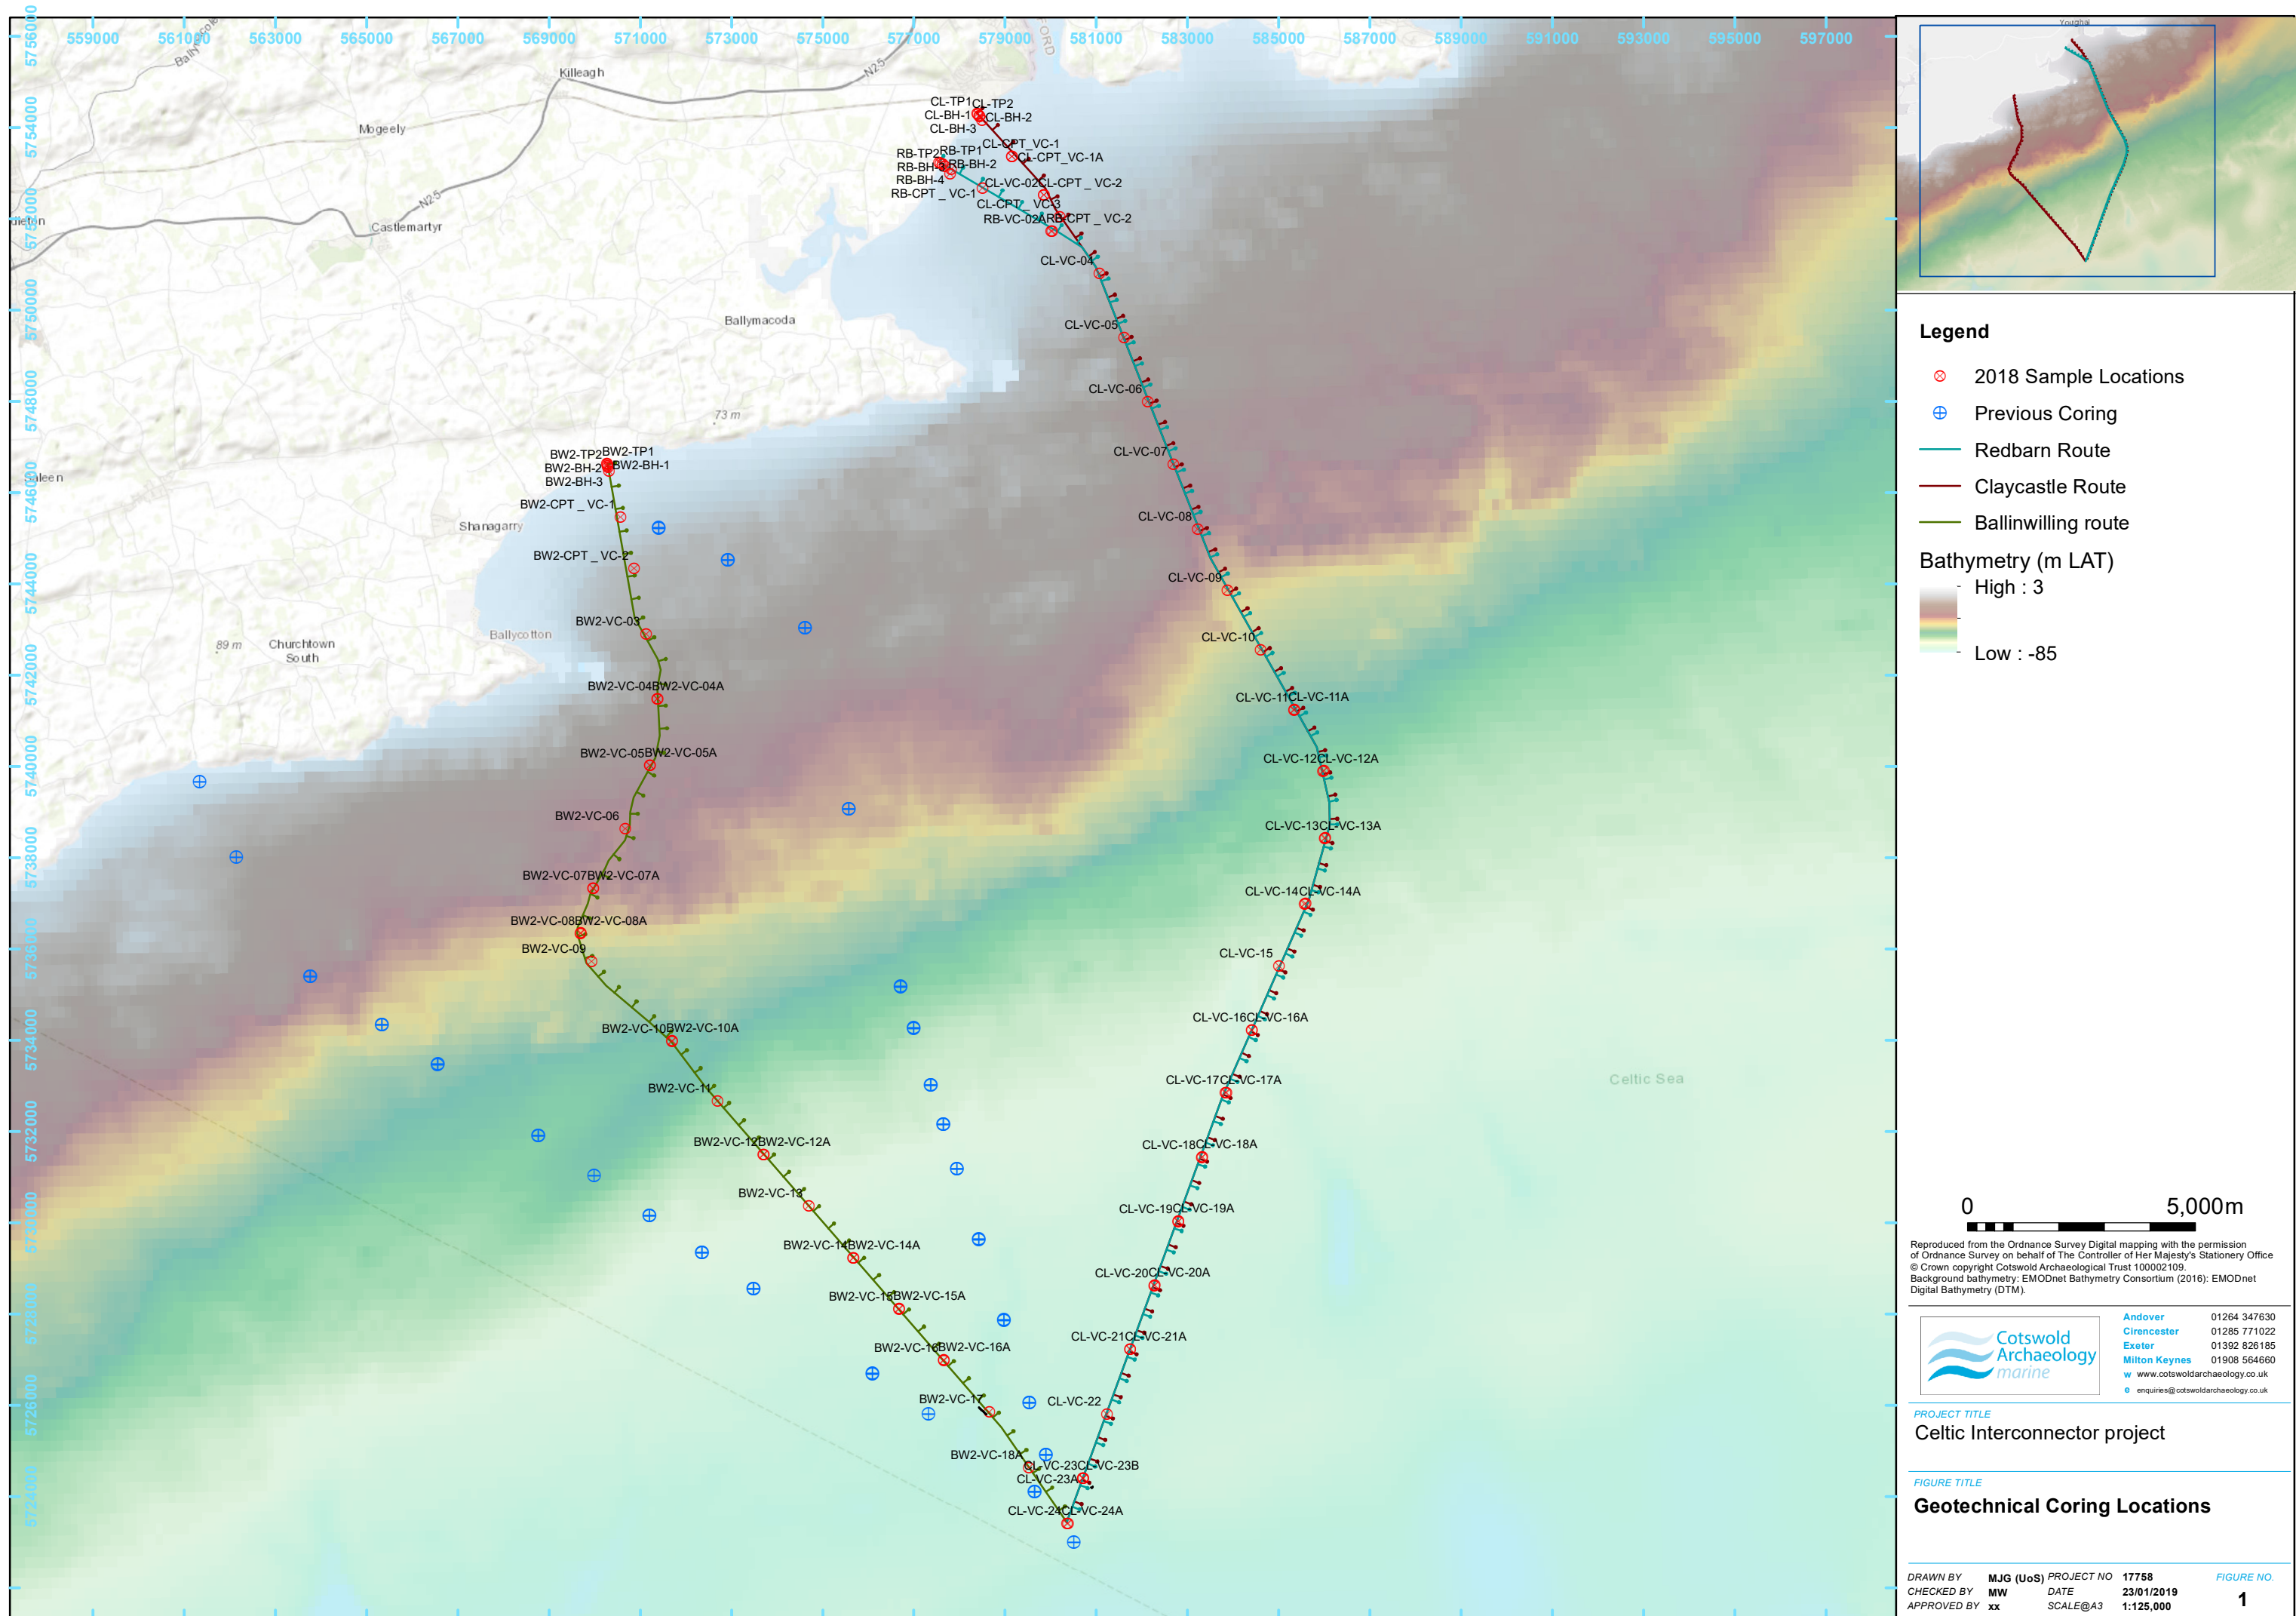 559000 561000 563000 565000 567000 569000 571000 573000 575000 577000 579000 581000 583000 585000 587000 589000 591000 593000 595000 597000
5756000
5754000
5752000
5750000
5748000
5746000
5744000
5742000
5740000
5738000
5736000
5734000
5732000
5730000
5728000
5726000
5724000
Killeagh
N25
Mogeely
N25
Castlemartyr
Ballymacoda
73 m
Shanagarry
Ballycotton
89 m
Churchtown
South
Celtic Sea
CL-TP1
CL-TP2
CL-BH-1
CL-BH-2
CL-BH-3
CL-CPT_VC-1
CL-CPT_VC-1A
RB-TP2
RB-TP1
RB-BH-3
RB-BH-2
RB-BH-4
RB-CPT _ VC-1
CL-VC-02
CL-CPT _ VC-2
CL-CPT _ VC-3
RB-VC-02A
RB-CPT _ VC-2
CL-VC-04
CL-VC-05
CL-VC-06
CL-VC-07
CL-VC-08
CL-VC-09
CL-VC-10
CL-VC-11
CL-VC-11A
CL-VC-12
CL-VC-12A
CL-VC-13
CL-VC-13A
CL-VC-14
CL-VC-14A
CL-VC-15
CL-VC-16
CL-VC-16A
CL-VC-17
CL-VC-17A
CL-VC-18
CL-VC-18A
CL-VC-19
CL-VC-19A
CL-VC-20
CL-VC-20A
CL-VC-21
CL-VC-21A
CL-VC-22
CL-VC-23
CL-VC-23B
CL-VC-23A
CL-VC-24
CL-VC-24A
BW2-TP2
BW2-TP1
BW2-BH-2
BW2-BH-1
BW2-BH-3
BW2-CPT _ VC-1
BW2-CPT _ VC-2
BW2-VC-03
BW2-VC-04
BW2-VC-04A
BW2-VC-05
BW2-VC-05A
BW2-VC-06
BW2-VC-07
BW2-VC-07A
BW2-VC-08
BW2-VC-08A
BW2-VC-09
BW2-VC-10
BW2-VC-10A
BW2-VC-11
BW2-VC-12
BW2-VC-12A
BW2-VC-13
BW2-VC-14
BW2-VC-14A
BW2-VC-15
BW2-VC-15A
BW2-VC-16
BW2-VC-16A
BW2-VC-17
BW2-VC-18A
Youghal
Legend
2018 Sample Locations
Previous Coring
Redbarn Route
Claycastle Route
Ballinwilling route
Bathymetry (m LAT)
High : 3
Low : -85
0 5,000m
Reproduced from the Ordnance Survey Digital mapping with the permission
of Ordnance Survey on behalf of The Controller of Her Majesty's Stationery Office
© Crown copyright Cotswold Archaeological Trust 100002109.
Background bathymetry: EMODnet Bathymetry Consortium (2016): EMODnet
Digital Bathymetry (DTM).
Cotswold
Archaeology
marine
Andover 01264 347630
Cirencester 01285 771022
Exeter 01392 826185
Milton Keynes 01908 564660
w www.cotswoldarchaeology.co.uk
e enquiries@cotswoldarchaeology.co.uk
PROJECT TITLE
Celtic Interconnector project
FIGURE TITLE
Geotechnical Coring Locations
DRAWN BY MJG (UoS) PROJECT NO 17758 FIGURE NO.
CHECKED BY MW DATE 23/01/2019
APPROVED BY xx SCALE@A3 1:125,000 1